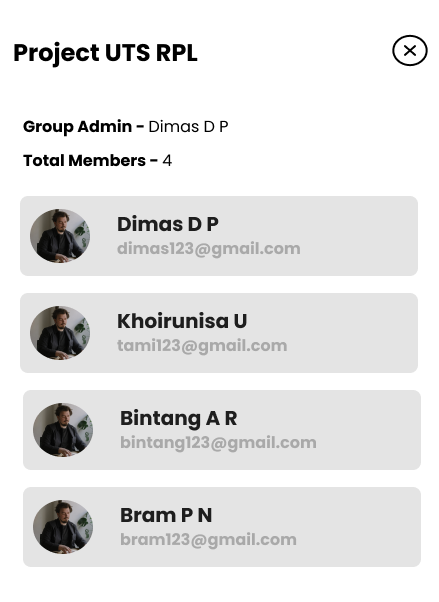 Project UTS RPL
Group Admin - Dimas D P
Total Members - 4
Dimas D P
dimas123@gmail.com
Khoirunisa U
tami123@gmail.com
Bintang A R
bintang123@gmail.com
Bram P N
bram123@gmail.com